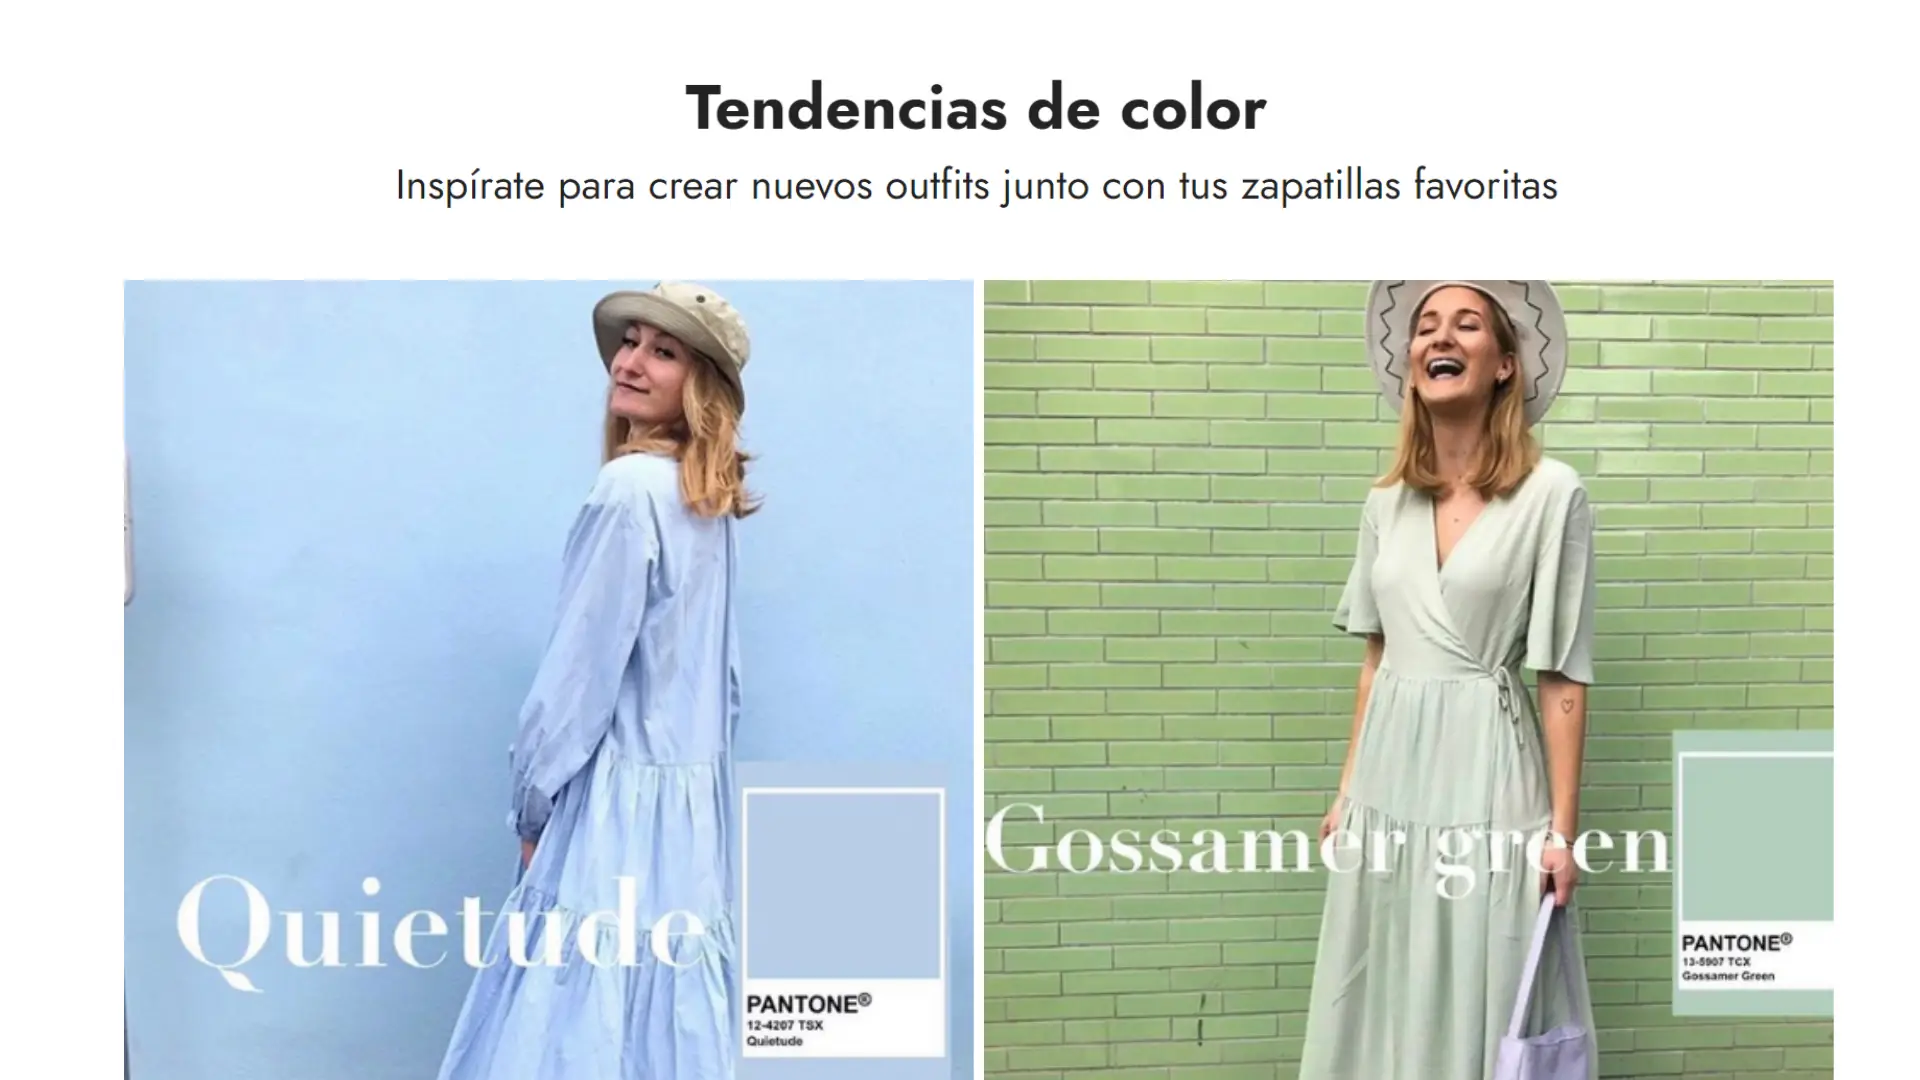 Tendencias de color
Inspírate para crear nuevos outfits junto con tus zapatillas favoritas
Quietude
PANTONE®
12-4207 TSX
Quietude
Gossamer green
PANTONE®
13-5907 TCX
Gossamer Green